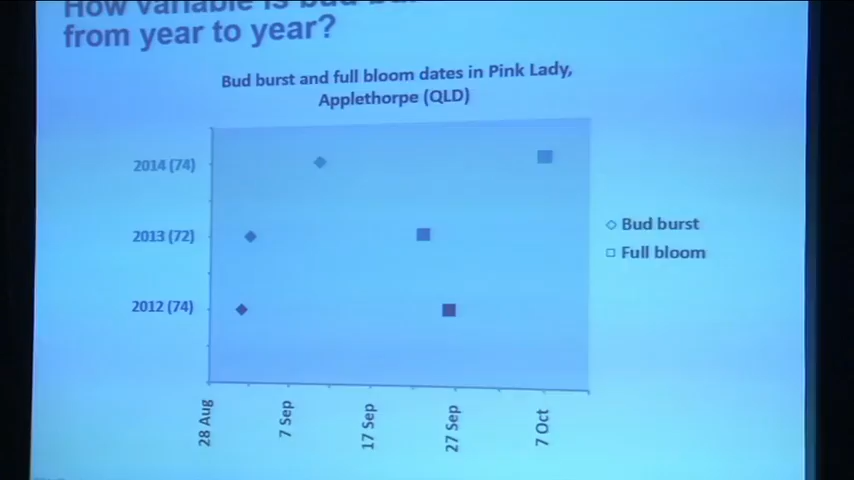 How variable is bud
from year to year?
Bud burst and full bloom dates in Pink Lady,
Applethorpe (QLD)
2014 (74)
2013 (72)
2012 (74)
Bud burst
Full bloom
28 Aug
7 Sep
17 Sep
27 Sep
7 Oct